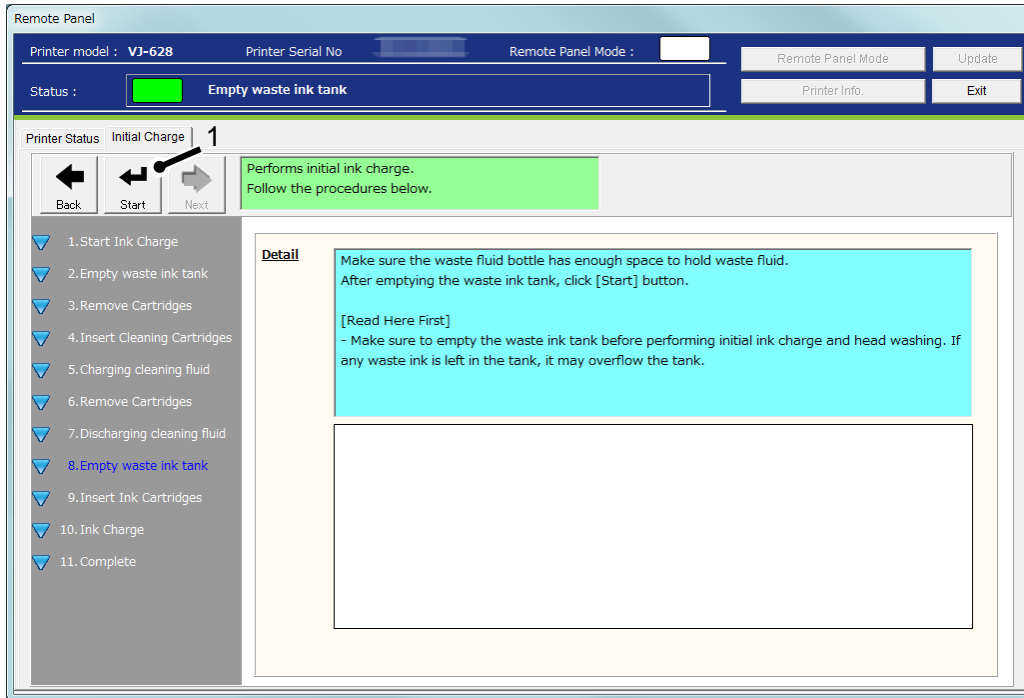 Remote Panel
Printer model : VJ-628 Printer Serial No Remote Panel Mode :
Remote Panel Mode Update
Status : Empty waste ink tank
Printer Info. Exit
Printer Status Initial Charge 1
Back Start Next
Performs initial ink charge.
Follow the procedures below.
1.Start Ink Charge
2.Empty waste ink tank
3.Remove Cartridges
4.Insert Cleaning Cartridges
5.Charging cleaning fluid
6.Remove Cartridges
7.Discharging cleaning fluid
8.Empty waste ink tank
9.Insert Ink Cartridges
10.Ink Charge
11.Complete
Detail
Make sure the waste fluid bottle has enough space to hold waste fluid.
After emptying the waste ink tank, click [Start] button.
[Read Here First]
- Make sure to empty the waste ink tank before performing initial ink charge and head washing. If
any waste ink is left in the tank, it may overflow the tank.